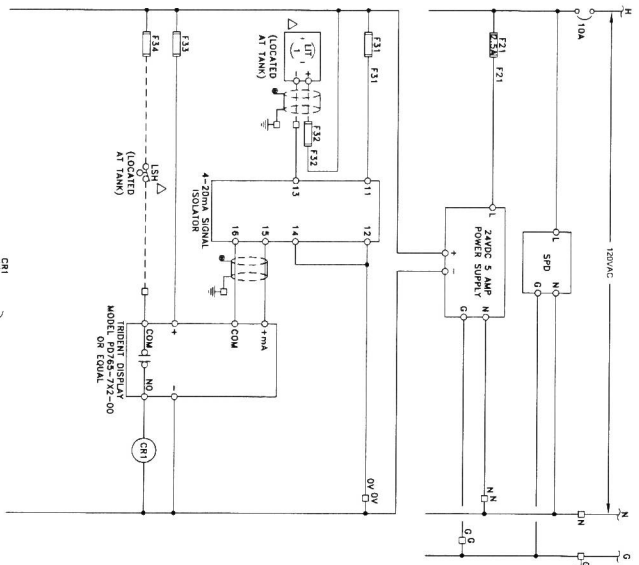 H
10A
120VAC
N
N
G
L
SPD
N
G
F21
2.5A
F21
L
24VDC 5 AMP
POWER SUPPLY
N
G
+
-
N N
G G
F31
F31
LIT
1
-
+
(LOCATED
AT TANK)
F32
F32
11
13
4-20mA SIGNAL
ISOLATOR
12
14
15
16
0V 0V
F33
+
-
+mA
COM
TRIDENT DISPLAY
MODEL PD765-7X2-00
OR EQUAL
F34
LSH
(LOCATED
AT TANK)
COM
NO
CR1
CR1